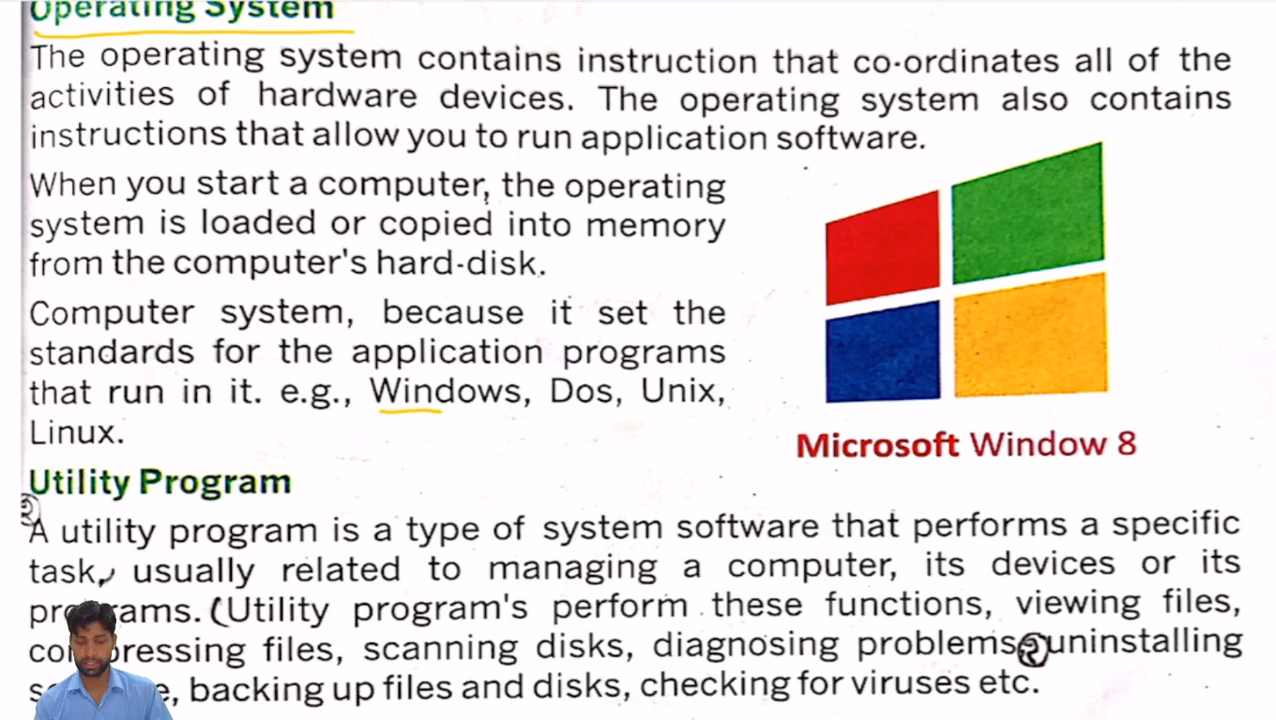 Operating System
The operating system contains instruction that co-ordinates all of the
activities of hardware devices. The operating system also contains
instructions that allow you to run application software.
When you start a computer, the operating
system is loaded or copied into memory
from the computer's hard-disk.
Computer system, because it set the
standards for the application programs
that run in it. e.g., Windows, Dos, Unix,
Linux.
Microsoft Window 8
Utility Program
A utility program is a type of system software that performs a specific
task, usually related to managing a computer, its devices or its
(Utility program's perform these functions, viewing files,
files, scanning disks, diagnosing problems uninstalling
backing up files and disks, checking for viruses etc.